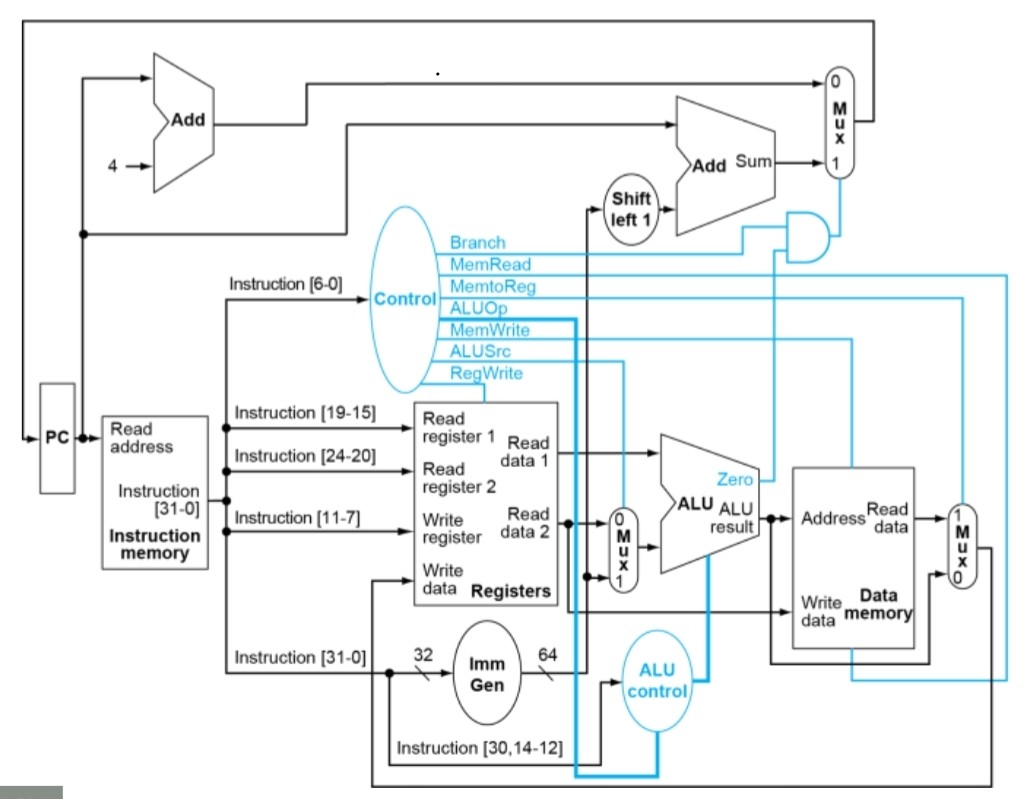 Add
4
0
Mux
1
Add Sum
Shift
left 1
Branch
MemRead
MemtoReg
ALUOp
MemWrite
ALUSrc
RegWrite
Control
Instruction [6-0]
Instruction [19-15]
Instruction [24-20]
Instruction [11-7]
Instruction [31-0]
PC
Read
address
Instruction
[31-0]
Instruction
memory
Read
register 1
Read
register 2
Write
register
Write
data
Read
data 1
Read
data 2
Registers
0
Mux
1
Zero
ALU
ALU
result
Address
Read
data
Write
data
Data
memory
1
Mux
0
32
Imm
Gen
64
ALU
control
Instruction [30,14-12]